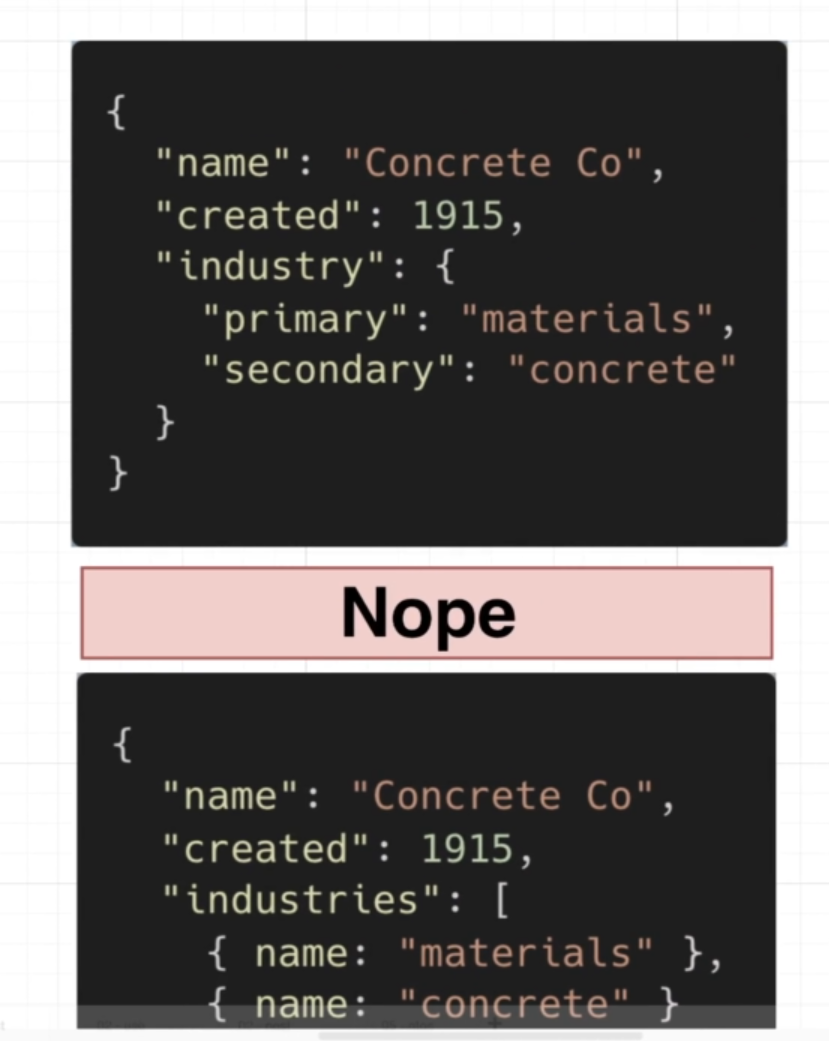 {
  "name": "Concrete Co",
  "created": 1915,
  "industry": {
    "primary": "materials",
    "secondary": "concrete"
  }
}
Nope
{
  "name": "Concrete Co",
  "created": 1915,
  "industries": [
    { name: "materials" },
    { name: "concrete" }